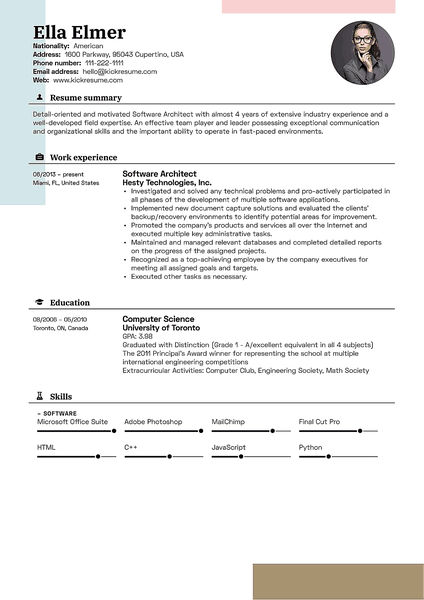 Ella Elmer
Nationality: American
Address: 1600 Parkway, 95043 Cupertino, USA
Phone number: 111-222-1111
Email address: hello@kickresume.com
Web: www.kickresume.com
Resume summary
Detail-oriented and motivated Software Architect with almost 4 years of extensive industry experience and a
well-developed field expertise. An effective team player and leader possessing exceptional communication
and organizational skills and the important ability to operate in fast-paced environments.
Work experience
08/2013 – present
Miami, FL, United States
Software Architect
Hesty Technologies, Inc.
• Investigated and solved any technical problems and pro-actively participated in
all phases of the development of multiple software applications.
• Implemented new document capture solutions and evaluated the clients'
backup/recovery environments to identify potential areas for improvement.
• Promoted the company's products and services all over the Internet and
executed multiple key administrative tasks.
• Maintained and managed relevant databases and completed detailed reports
on the progress of the assigned projects.
• Recognized as a top-achieving employee by the company executives for
meeting all assigned goals and targets.
• Executed other tasks as necessary.
Education
08/2008 – 05/2010
Toronto, ON, Canada
Computer Science
University of Toronto
GPA: 3.98
Graduated with Distinction (Grade 1 - A/excellent equivalent in all 4 subjects)
The 2011 Principal's Award winner for representing the school at multiple
international engineering competitions
Extracurricular Activities: Computer Club, Engineering Society, Math Society
Skills
– SOFTWARE
Microsoft Office Suite Adobe Photoshop MailChimp Final Cut Pro
HTML C++ JavaScript Python